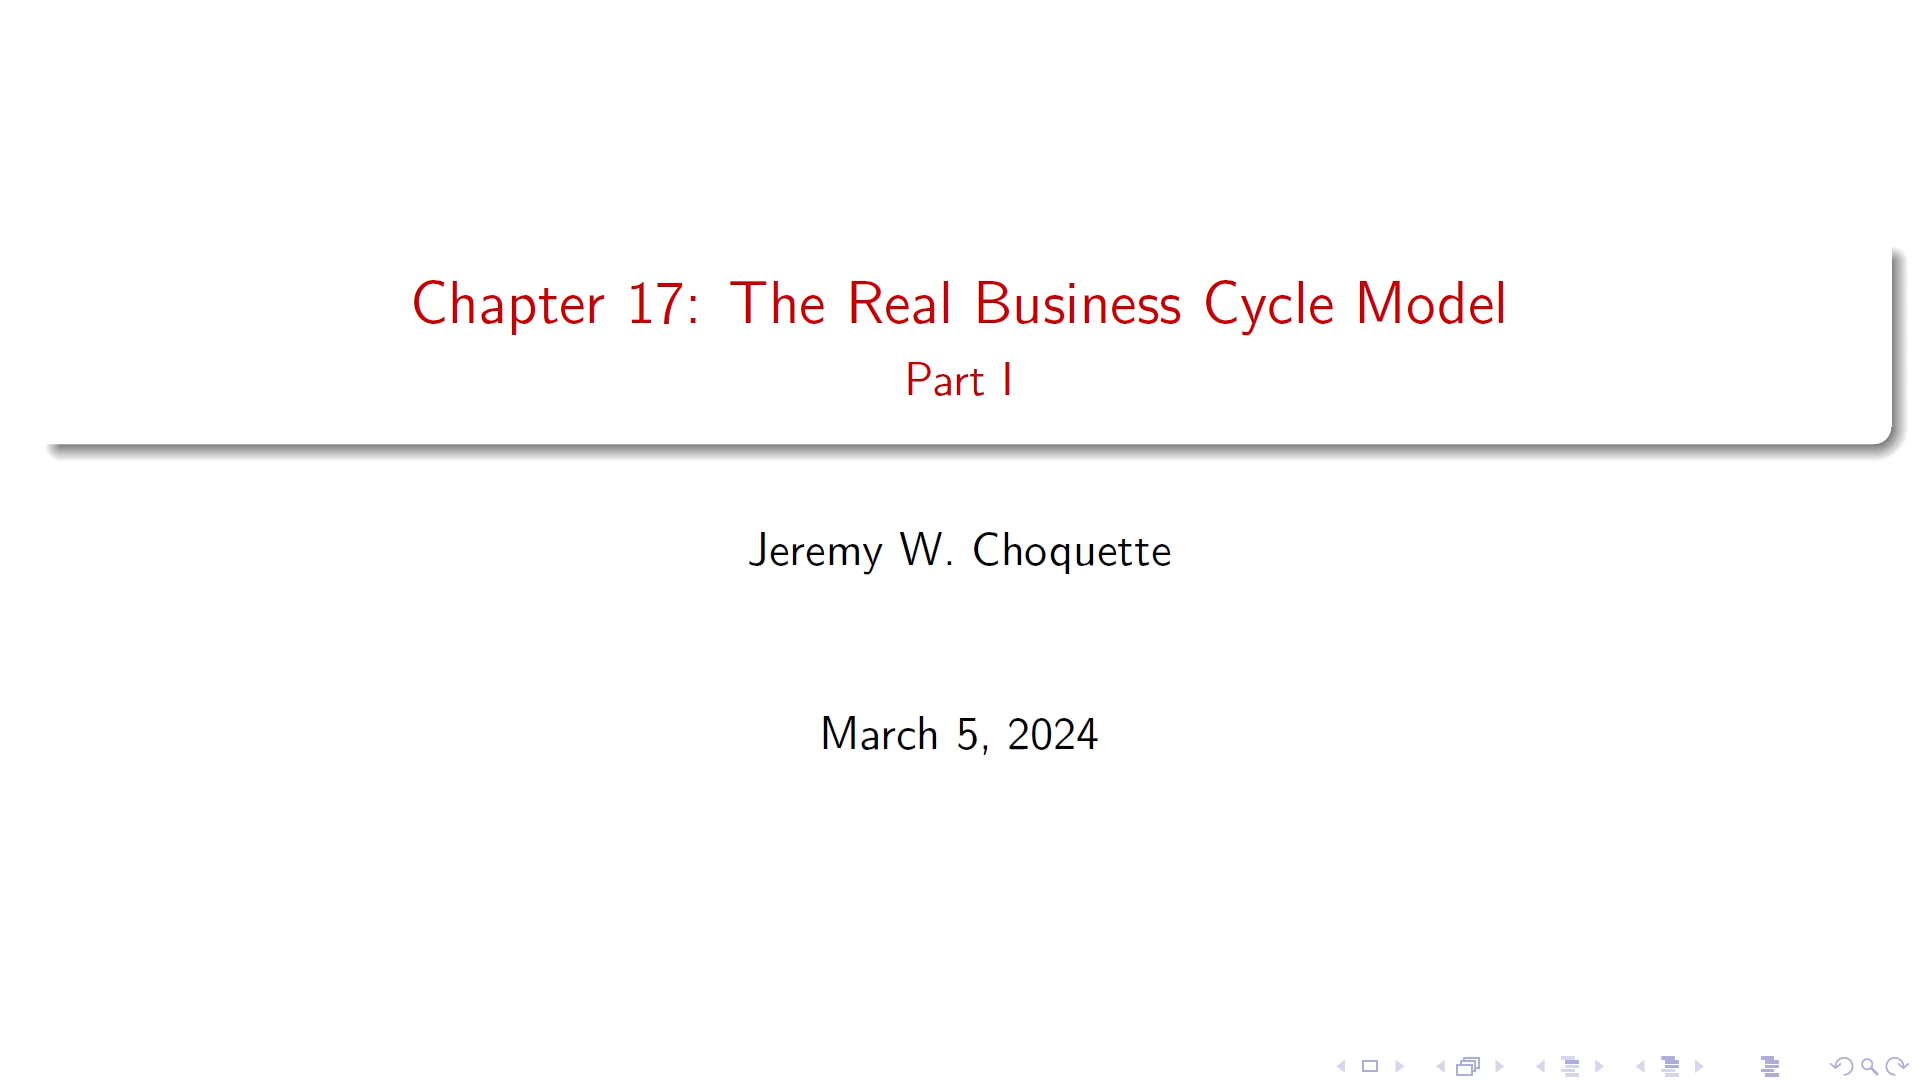 Chapter 17: The Real Business Cycle Model
Part I
Jeremy W. Choquette
March 5, 2024